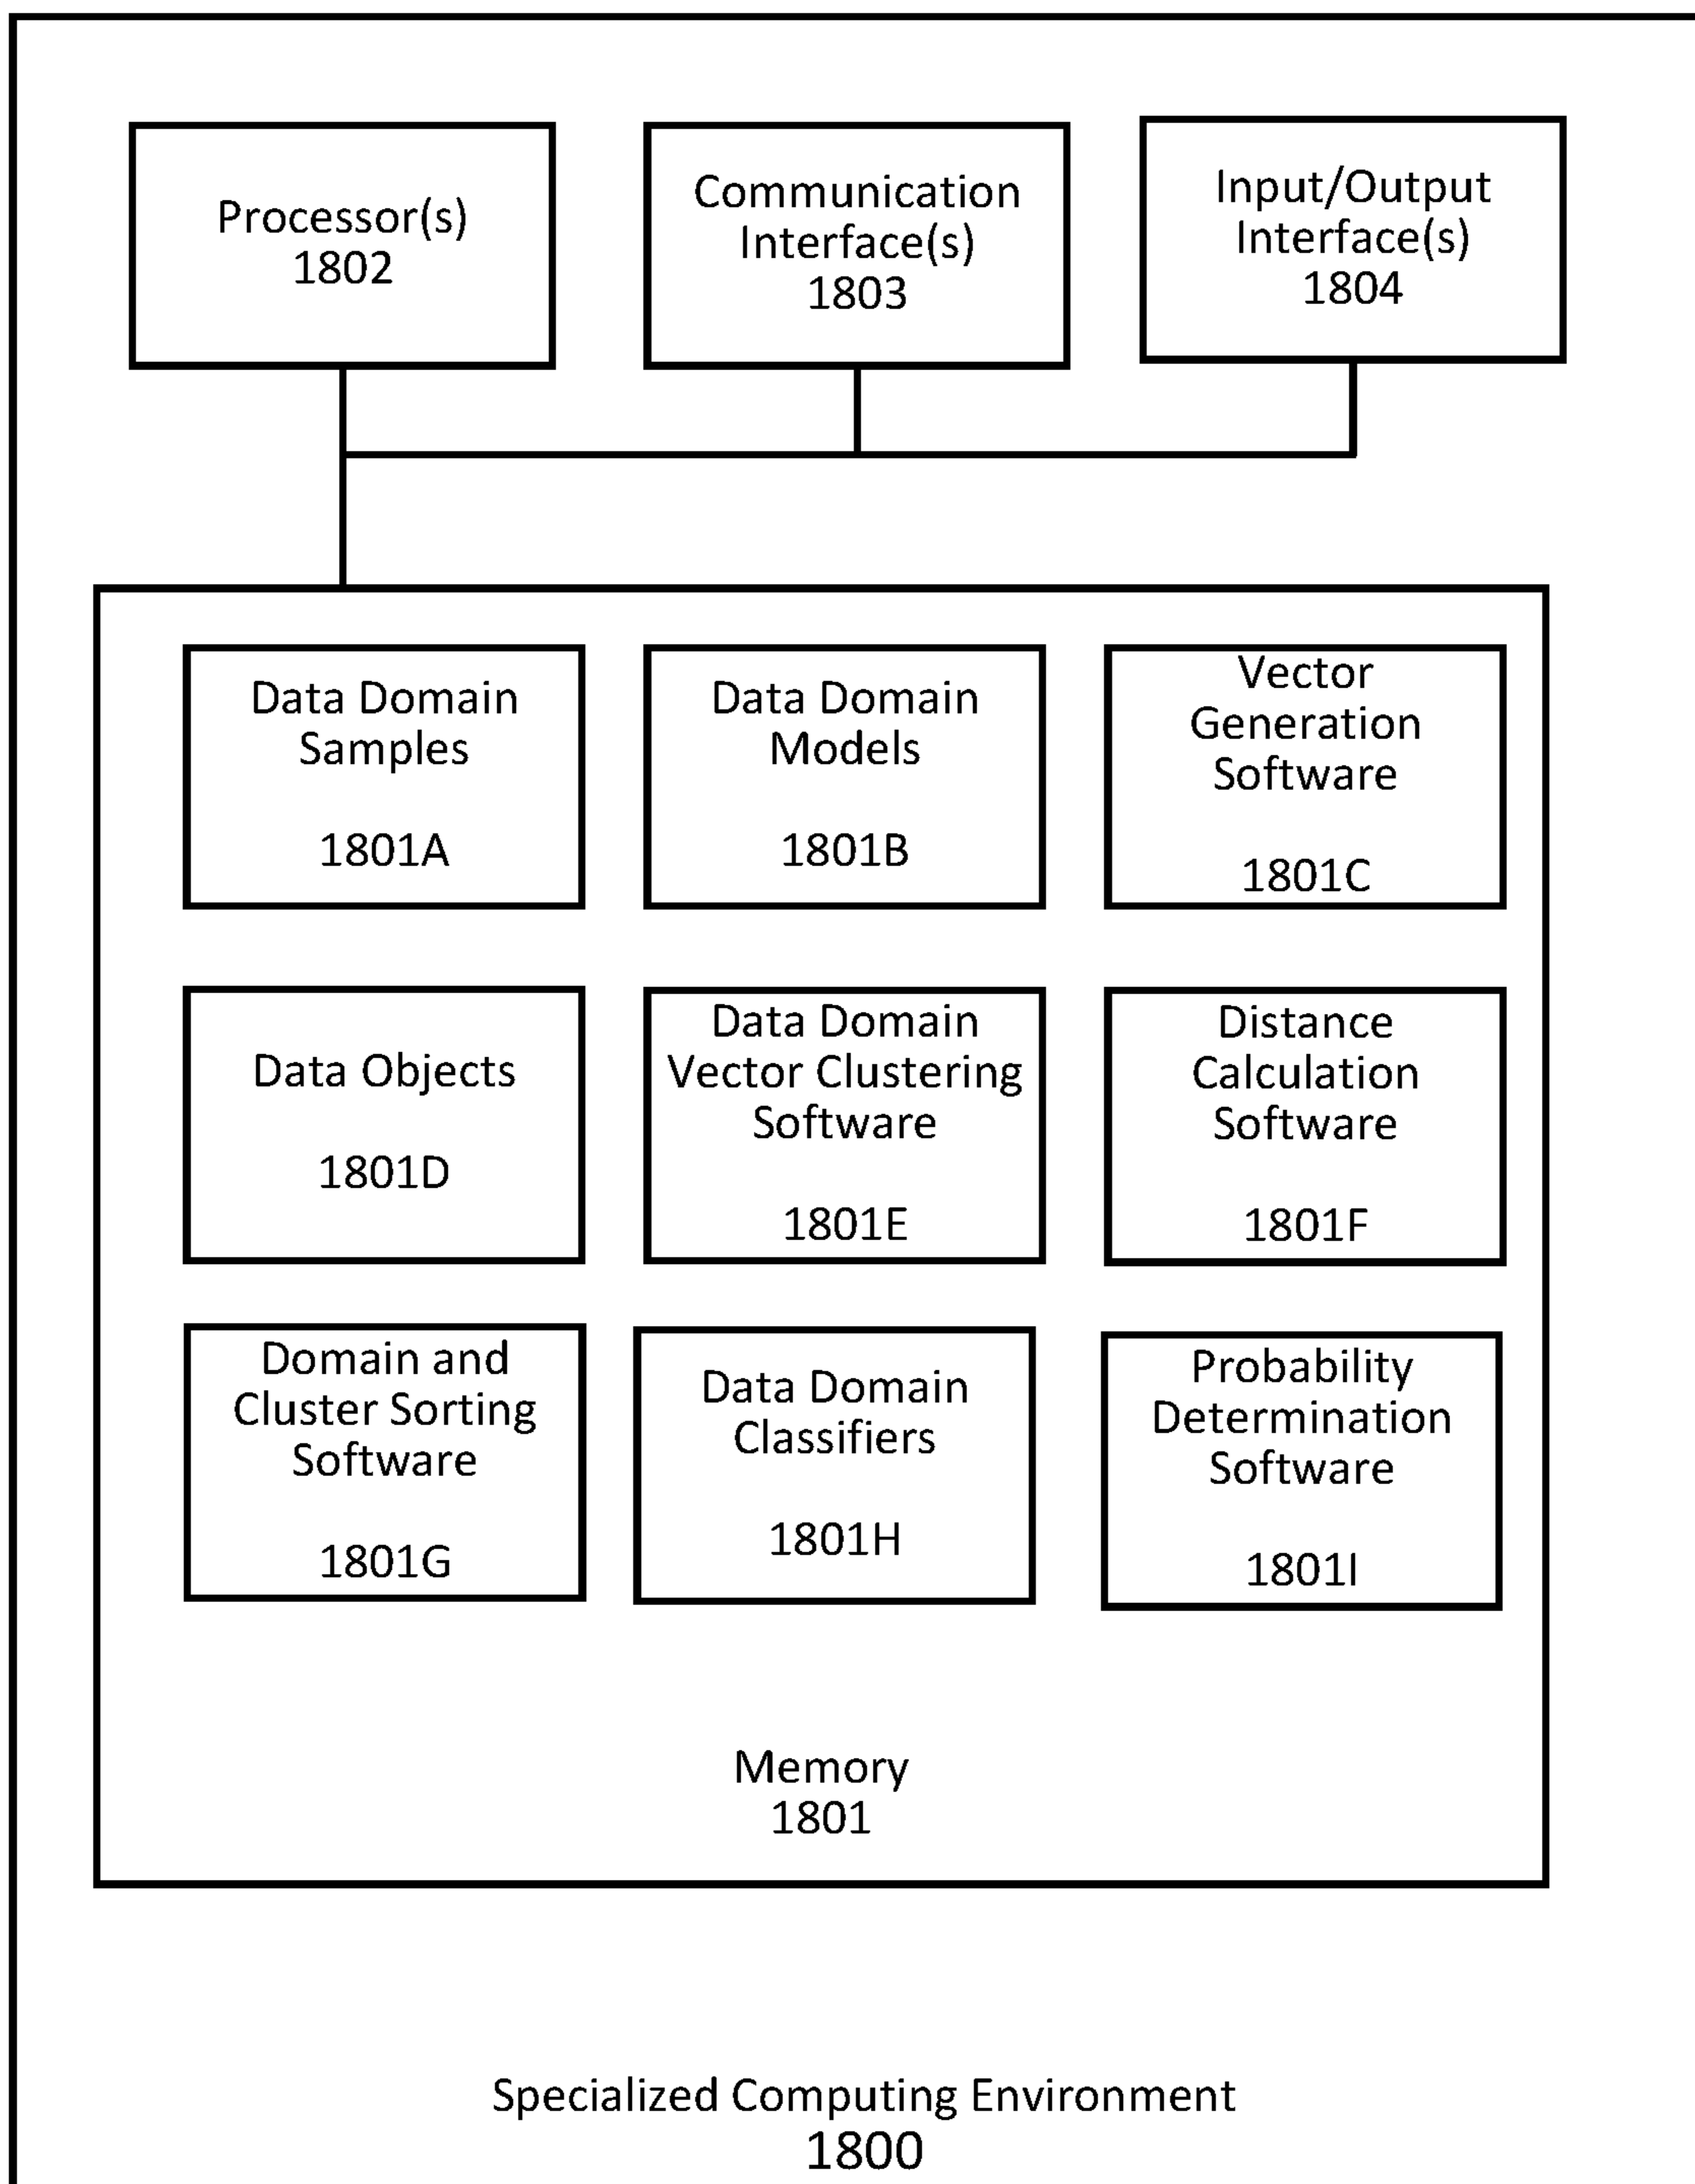 Processor(s)
1802
Communication
Interface(s)
1803
Input/Output
Interface(s)
1804
Data Domain
Samples
1801A
Data Domain
Models
1801B
Vector
Generation
Software
1801C
Data Objects
1801D
Data Domain
Vector Clustering
Software
1801E
Distance
Calculation
Software
1801F
Domain and
Cluster Sorting
Software
1801G
Data Domain
Classifiers
1801H
Probability
Determination
Software
1801I
Memory
1801
Specialized Computing Environment
1800